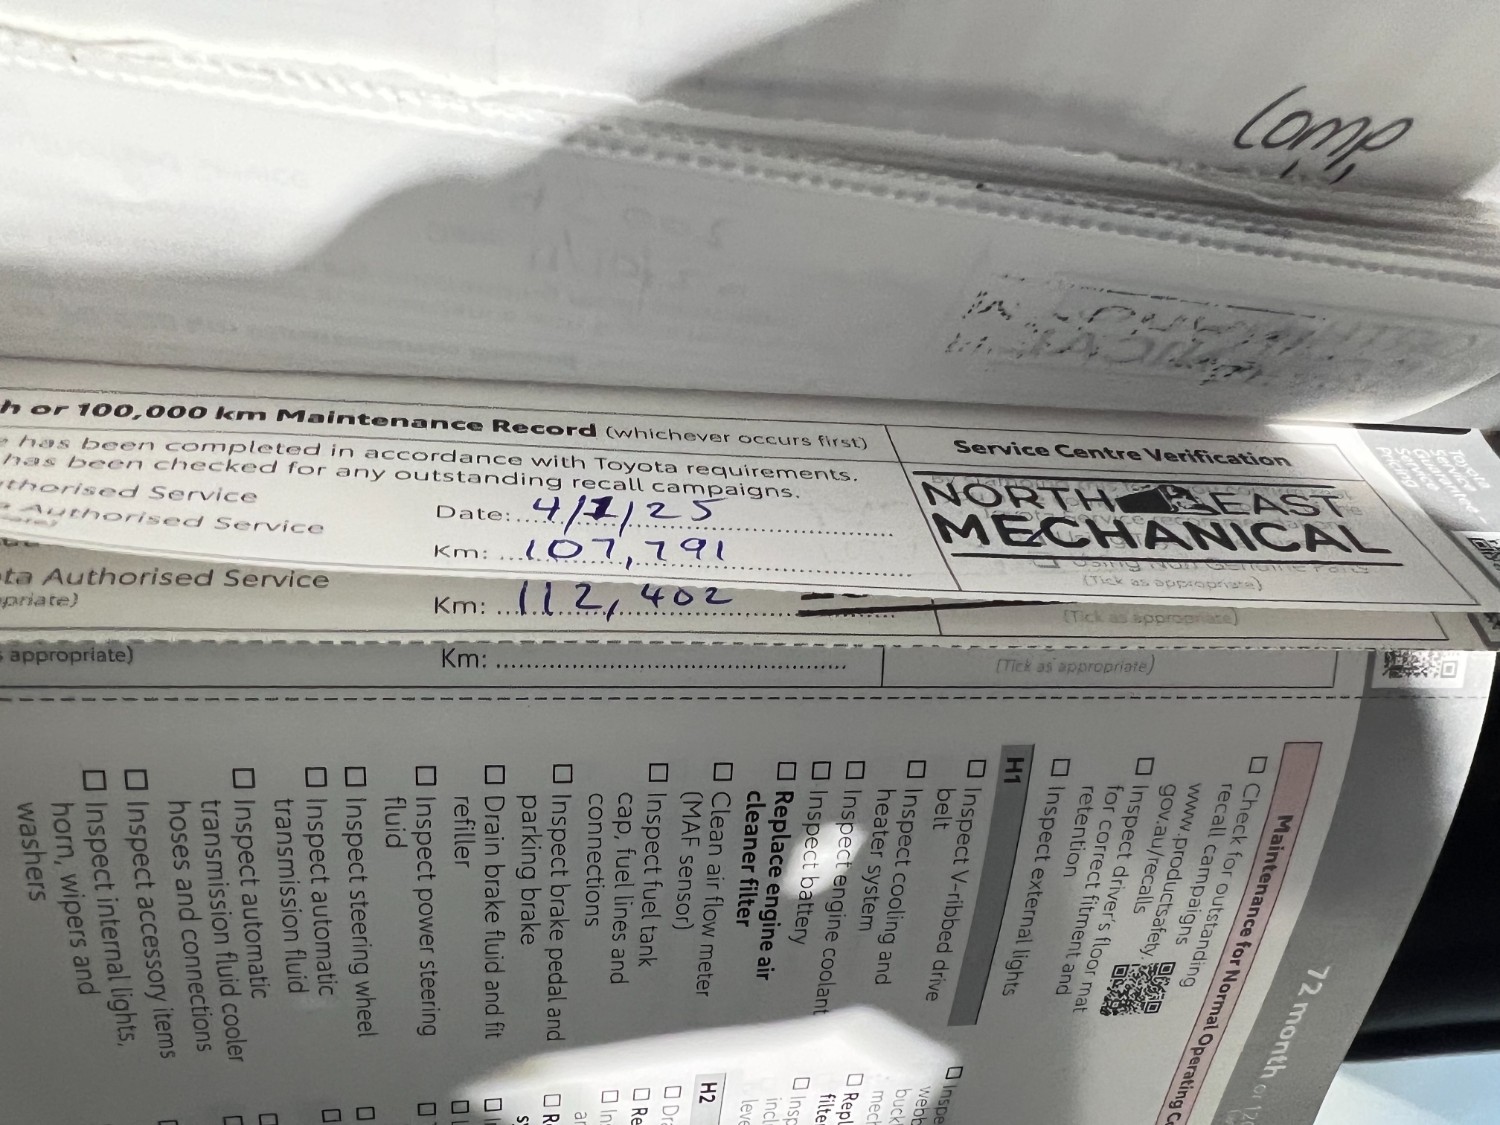 Comp
h or 100,000 km Maintenance Record (whichever occurs first)
has been completed in accordance with Toyota requirements.
has been checked for any outstanding recall campaigns.
thorised Service
Authorised Service
Date: 4/1/25
Km: 107,791
Service Centre Verification
NORTH EAST
MECHANICAL
(Tick as appropriate)
ta Authorised Service
priate)
Km: 112,402
(Tick as appropriate)
appropriate)
Km:
(Tick as appropriate)
72 month or
Maintenance for Normal Operating C
☐ Check for outstanding
recall campaigns
www.productsafety.
gov.au/recalls
☐ Inspect driver's floor mat
for correct fitment and
retention
☐ Inspect external lights
H1
☐ Inspect V-ribbed drive
belt
☐ Inspect cooling and
heater system
☐ Inspect engine coolant
☐ Inspect battery
☐ Replace engine air
cleaner filter
☐ Clean air flow meter
(MAF sensor)
☐ Inspect fuel tank
cap, fuel lines and
connections
☐ Inspect brake pedal and
parking brake
☐ Drain brake fluid and fit
refiller
☐ Inspect power steering
fluid
☐ Inspect steering wheel
☐ Inspect automatic
transmission fluid
☐ Inspect automatic
transmission fluid cooler
hoses and connections
☐ Inspect accessory items
☐ Inspect internal lights,
horn, wipers and
washers
H2